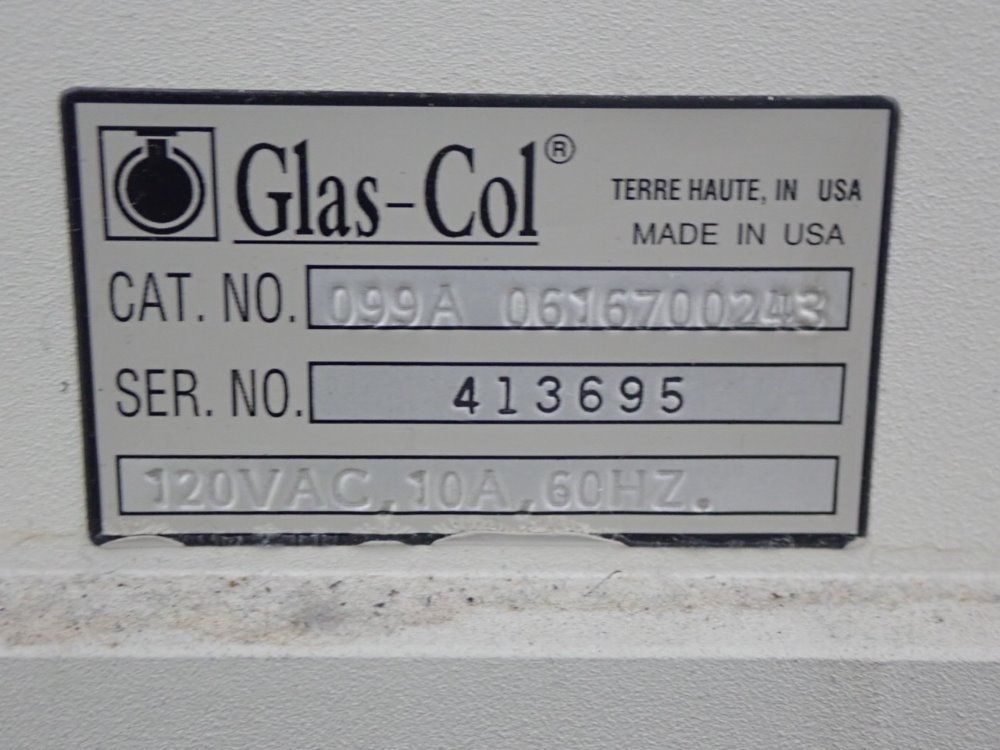 Glas-Col®
TERRE HAUTE, IN USA
MADE IN USA
CAT. NO. 099A 0616700243
SER. NO. 413695
120VAC, 10A, 60HZ.